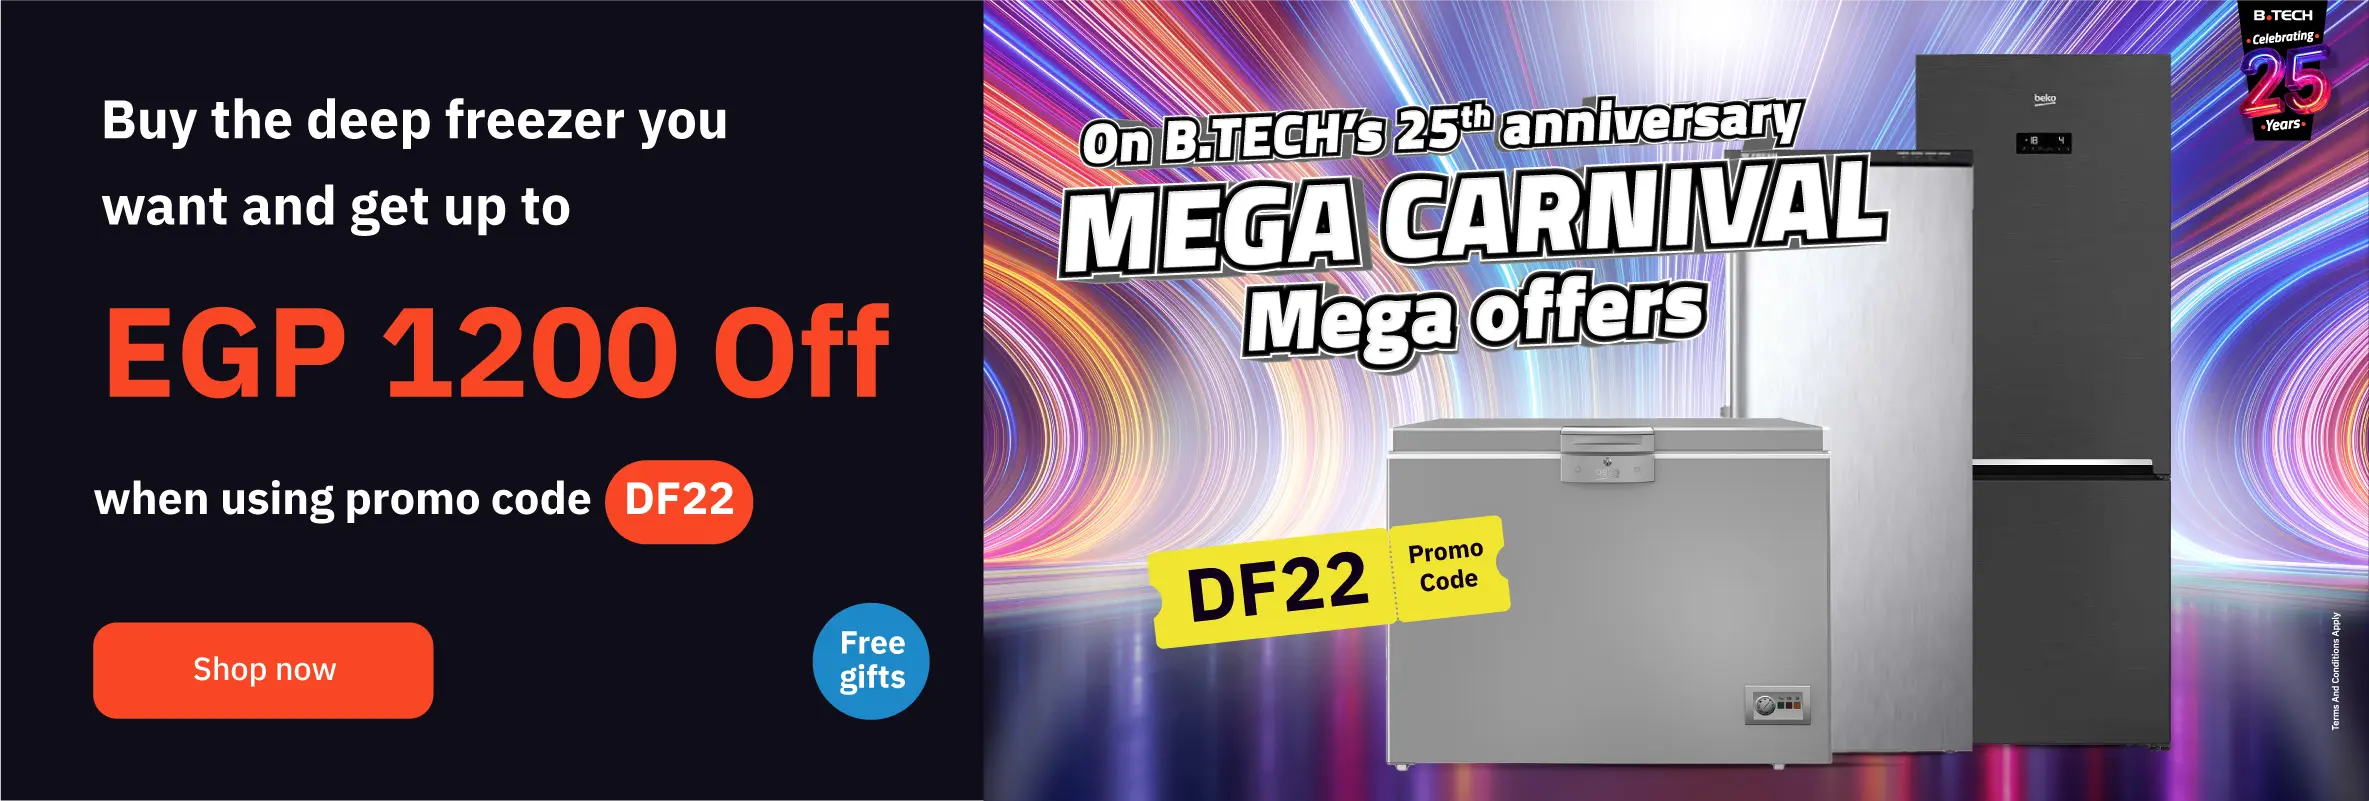 Buy the deep freezer you
want and get up to
EGP 1200 Off
when using promo code DF22
Shop now
Free
gifts
On B.TECH's 25th anniversary
MEGA CARNIVAL
Mega offers
DF22
Promo
Code
beko
-18 4
B.TECH
•Celebrating•
25
•Years•
Terms And Conditions Apply